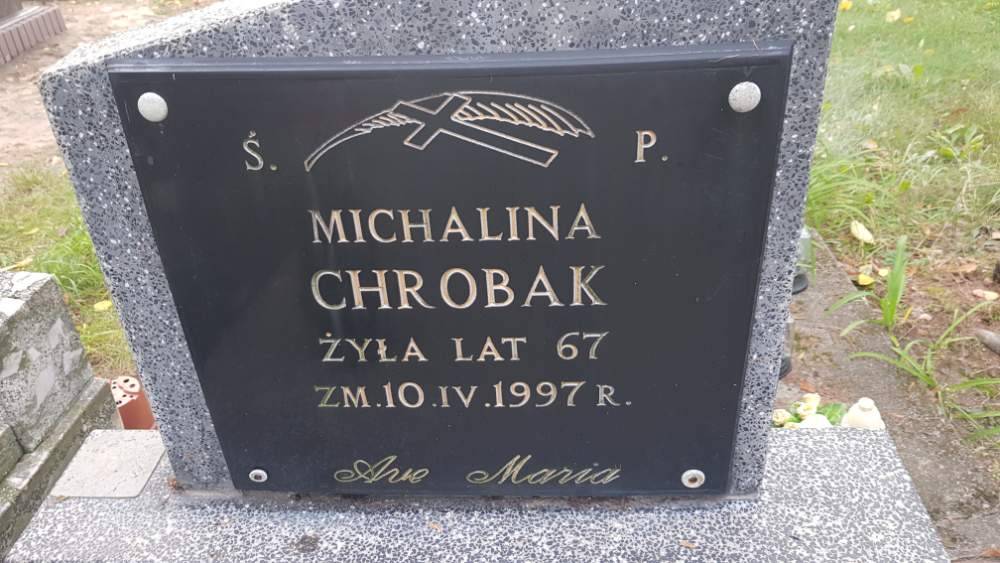 Ś. P.
MICHALINA
CHROBAK
ŻYŁA LAT 67
ZM.10.IV.1997 R.
Ave Maria